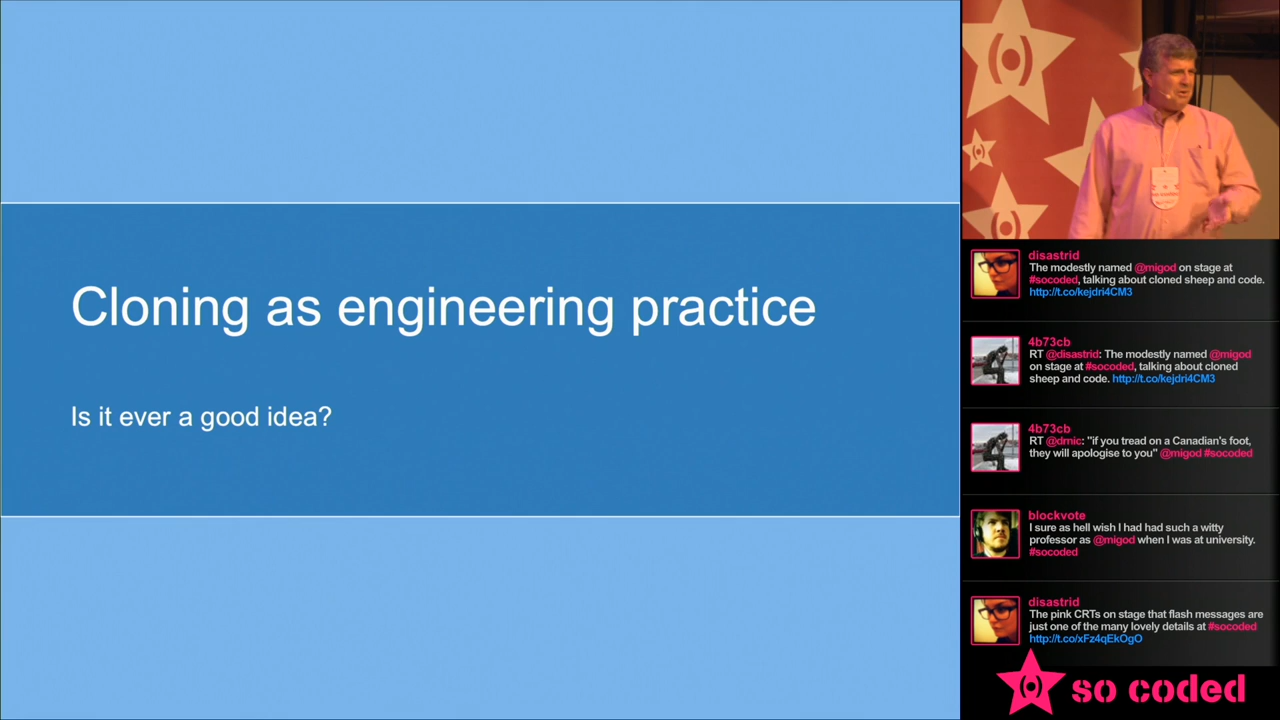 Cloning as engineering practice
Is it ever a good idea?
disastrid
The modestly named @migod on stage at
#socoded, talking about cloned sheep and code.
http://t.co/kejdri4CM3
4b73cb
RT @disastrid: The modestly named @migod
on stage at #socoded, talking about cloned
sheep and code. http://t.co/kejdri4CM3
4b73cb
RT @drnic: "if you tread on a Canadian's foot,
they will apologise to you" @migod #socoded
blockvote
I sure as hell wish I had had such a witty
professor as @migod when I was at university.
#socoded
disastrid
The pink CRTs on stage that flash messages are
just one of the many lovely details at #socoded
http://t.co/xFz4qEkOgO
so coded